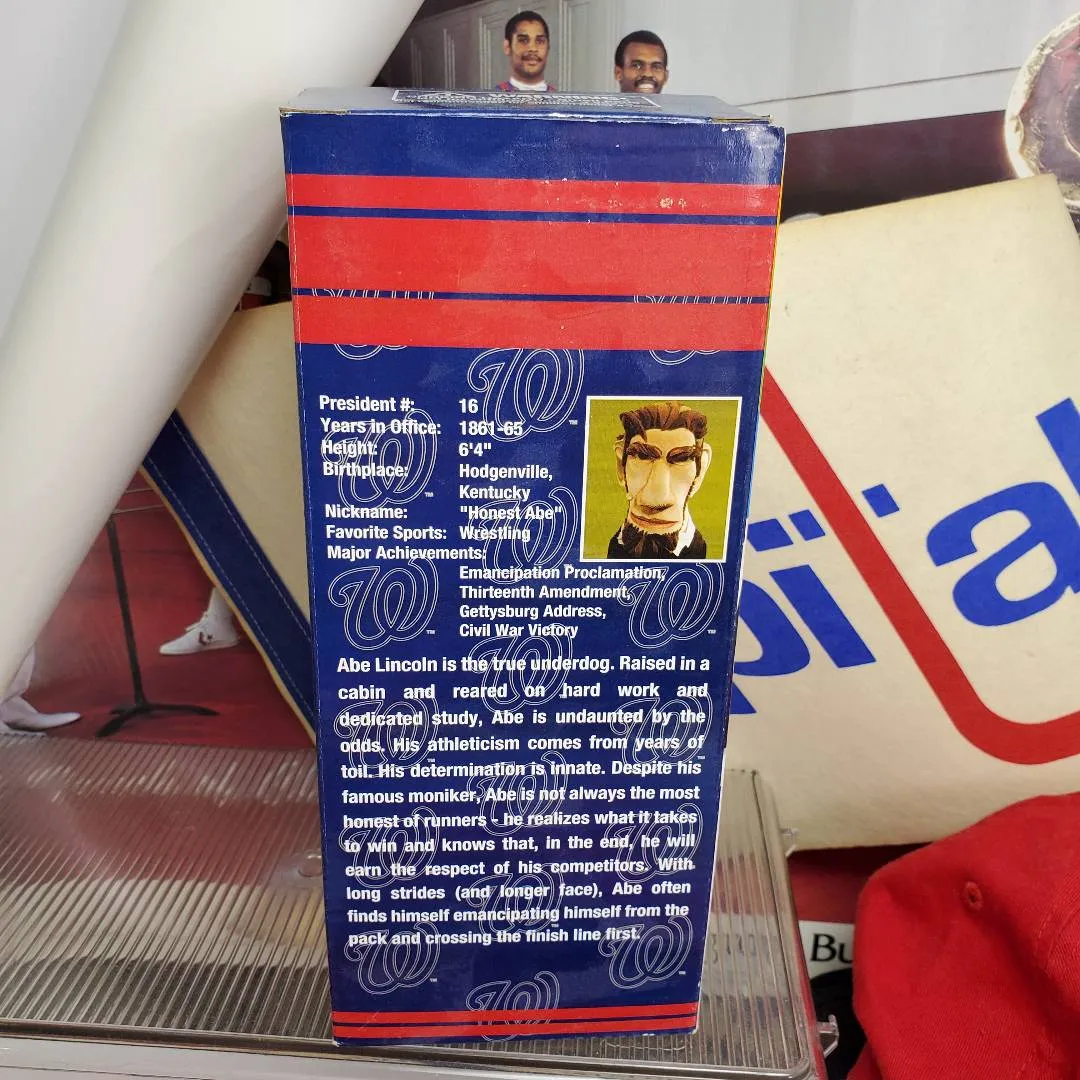 President #: 16
Years in Office: 1861-65
Height: 6'4"
Birthplace: Hodgenville,
Kentucky
Nickname: "Honest Abe"
Favorite Sports: Wrestling
Major Achievements:
Emancipation Proclamation,
Thirteenth Amendment,
Gettysburg Address,
Civil War Victory
Abe Lincoln is the true underdog. Raised in a
cabin and reared on hard work and
dedicated study, Abe is undaunted by the
odds. His athleticism comes from years of
toil. His determination is innate. Despite his
famous moniker, Abe is not always the most
honest of runners - he realizes what it takes
to win and knows that, in the end, he will
earn the respect of his competitors. With
long strides (and longer face), Abe often
finds himself emancipating himself from the
pack and crossing the finish line first.
pital
Bu